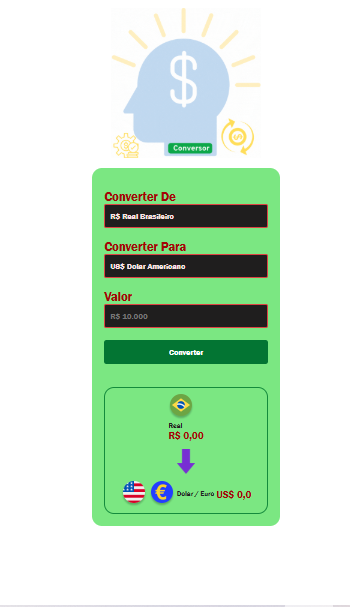 $
Conversor
Converter De
R$ Real Brasileiro
Converter Para
US$ Dolar Americano
Valor
R$ 10.000
Converter
Real
R$ 0,00
€ Dolar / Euro US$ 0,0